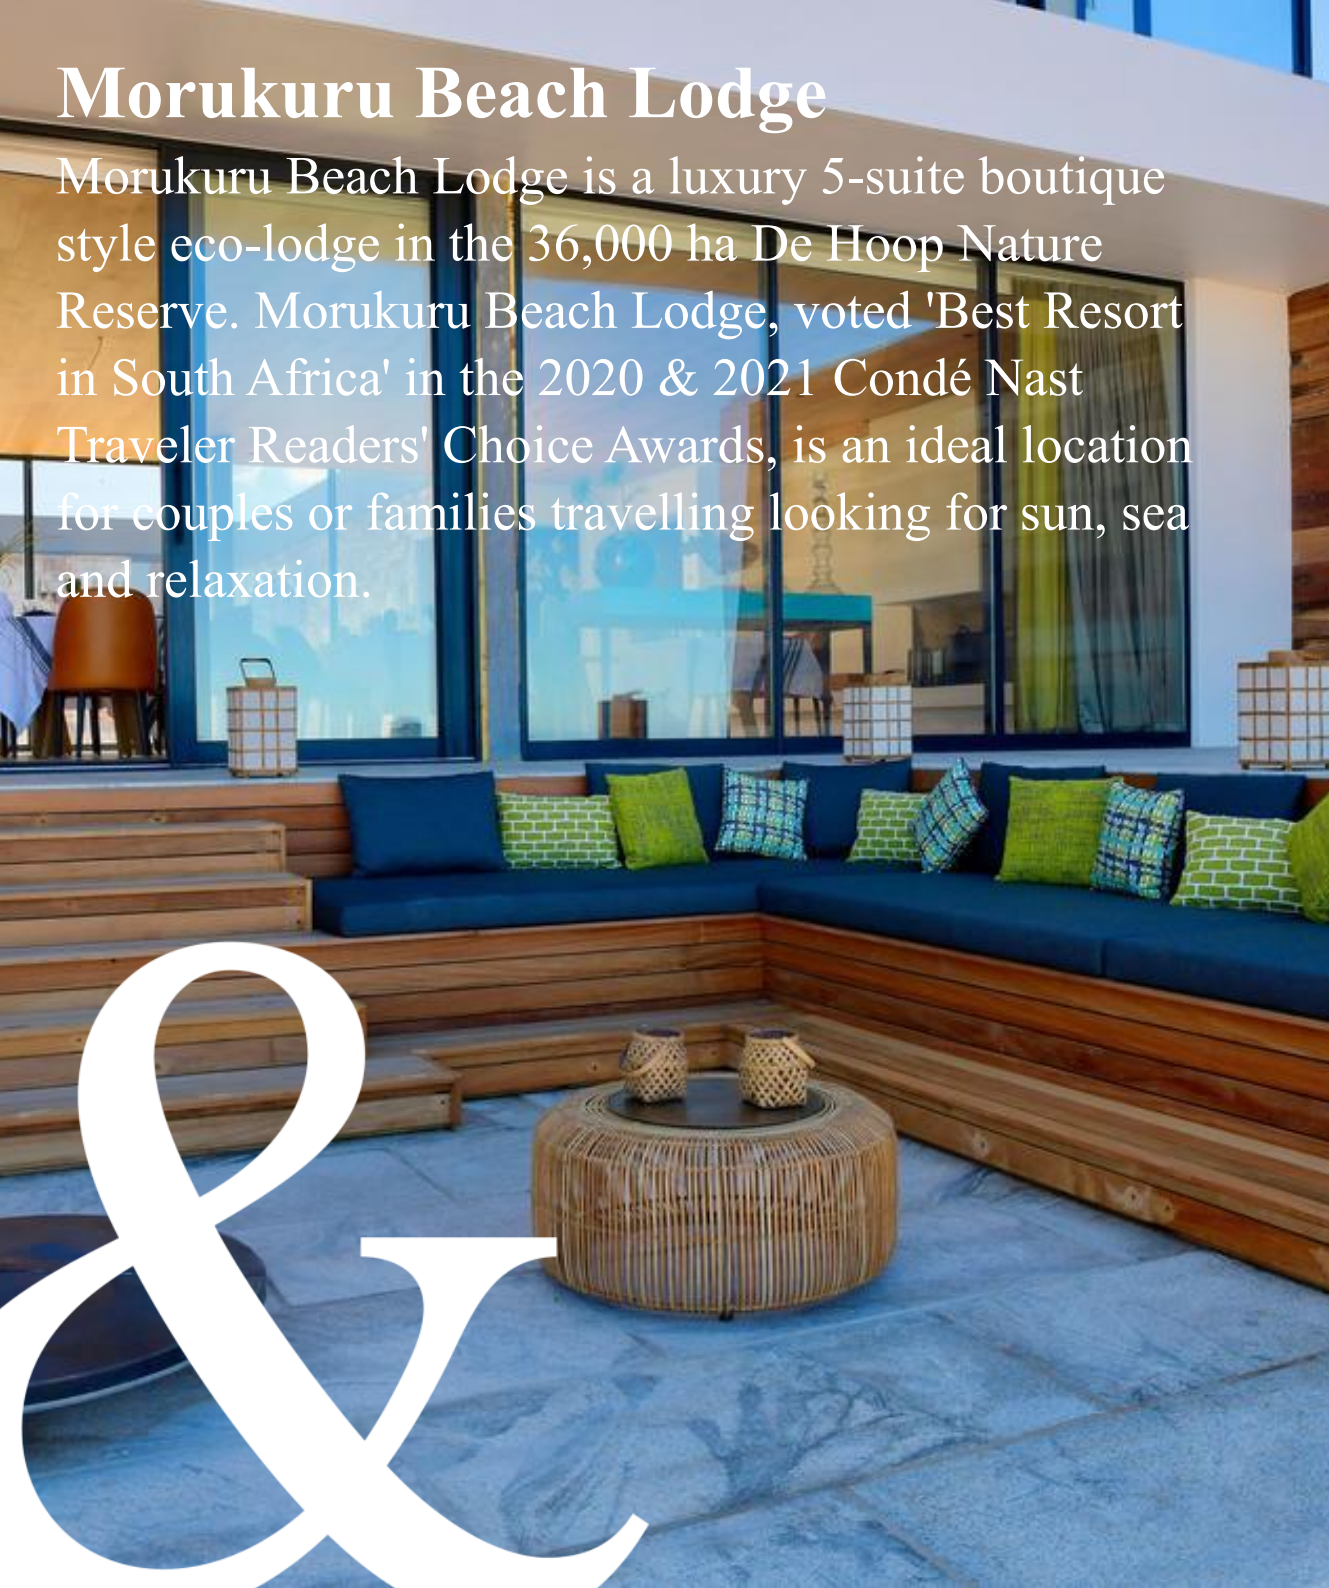 Morukuru Beach Lodge
Morukuru Beach Lodge is a luxury 5-suite boutique
style eco-lodge in the 36,000 ha De Hoop Nature
Reserve. Morukuru Beach Lodge, voted 'Best Resort
in South Africa' in the 2020 & 2021 Condé Nast
Traveler Readers' Choice Awards, is an ideal location
for couples or families travelling looking for sun, sea
and relaxation.
&